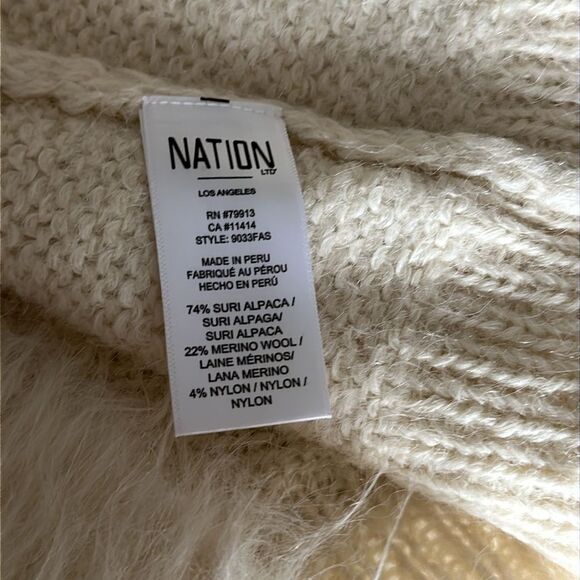 NATION
LTD
LOS ANGELES
RN #79913
CA #11414
STYLE: 9033FAS
MADE IN PERU
FABRIQUÉ AU PÉROU
HECHO EN PERÚ
74% SURI ALPACA /
SURI ALPAGA/
SURI ALPACA
22% MERINO WOOL /
LAINE MÉRINOS/
LANA MERINO
4% NYLON / NYLON /
NYLON